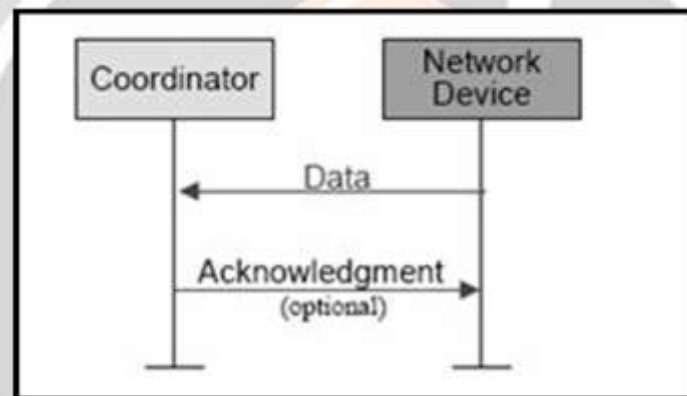 Coordinator
Network
Device
Data
Acknowledgment
(optional)